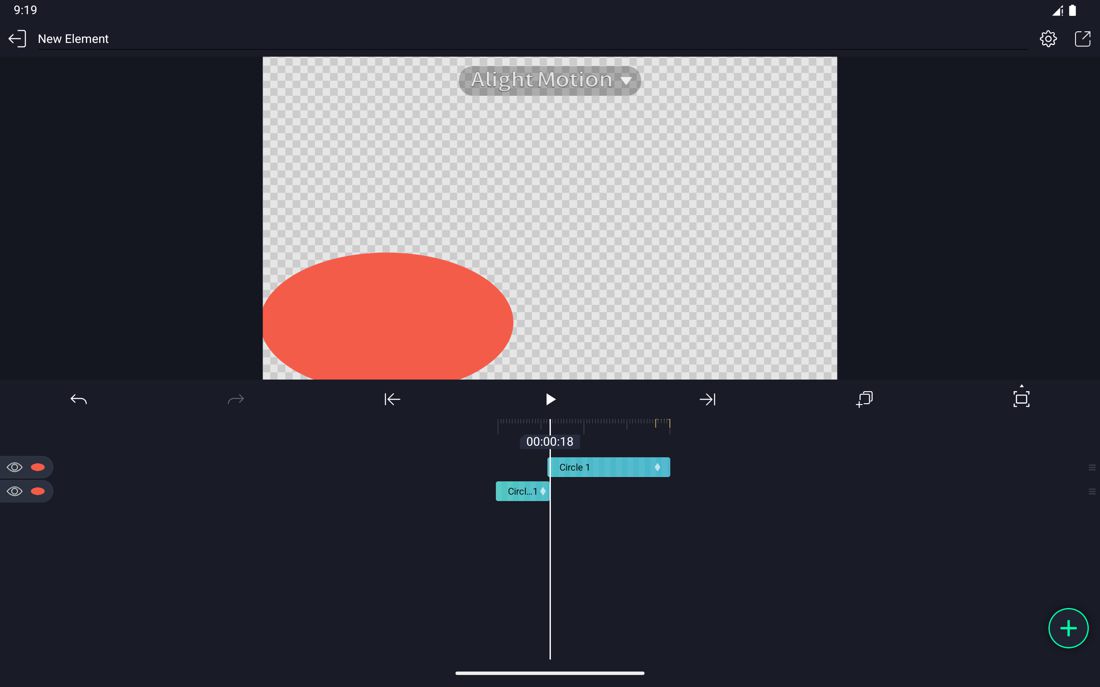 9:19
New Element
Alight Motion
00:00:18
Circle 1
Circl...1